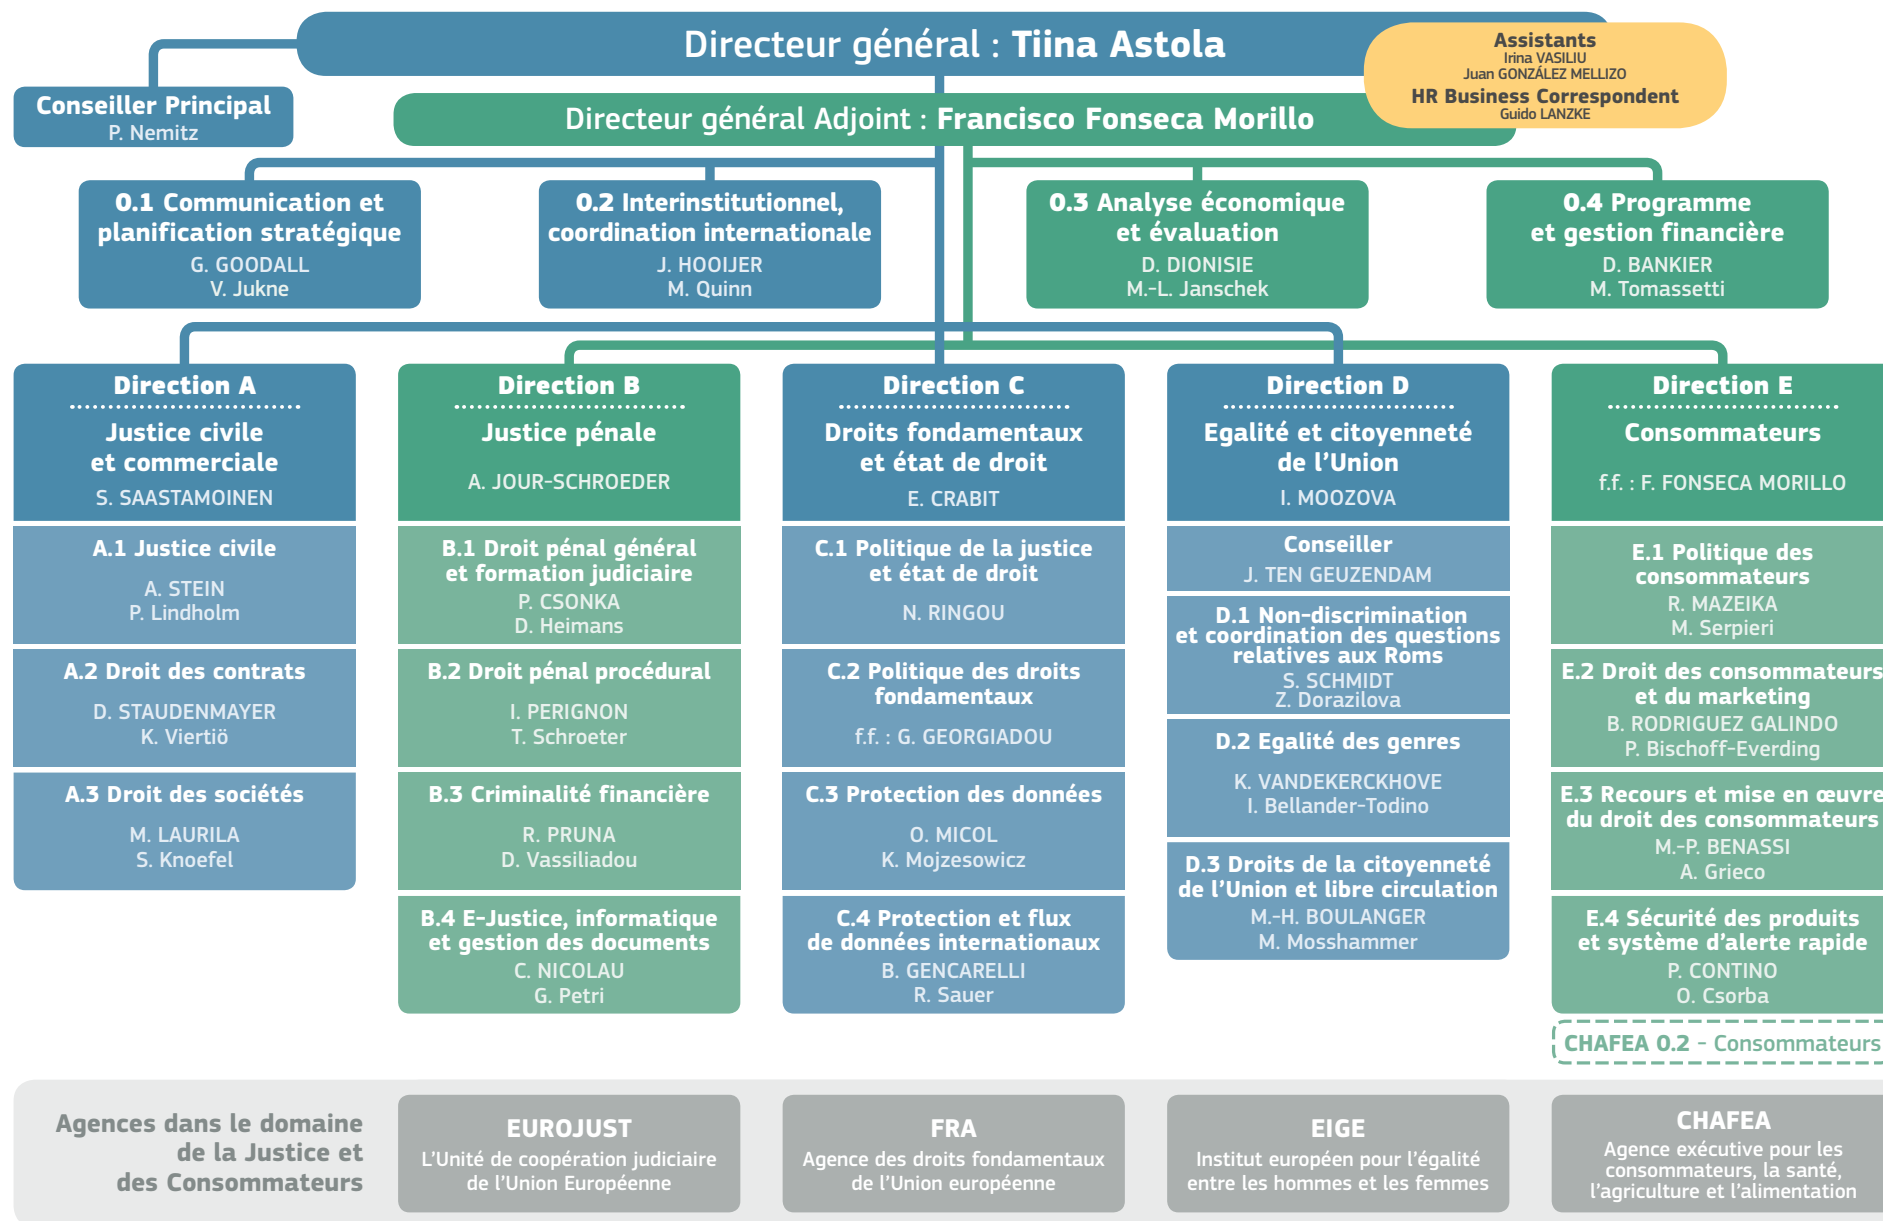 Directeur général : Tiina Astola
Assistants
Irina VASILIU
Juan GONZÁLEZ MELLIZO
HR Business Correspondent
Guido LANZKE
Conseiller Principal
P. Nemitz
Directeur général Adjoint : Francisco Fonseca Morillo
0.1 Communication et
planification stratégique
G. GOODALL
V. Jukne
0.2 Interinstitutionnel,
coordination internationale
J. HOOIJER
M. Quinn
0.3 Analyse économique
et évaluation
D. DIONISIE
M.-L. Janschek
0.4 Programme
et gestion financière
D. BANKIER
M. Tomassetti
Direction A
Justice civile
et commerciale
S. SAASTAMOINEN
A.1 Justice civile
A. STEIN
P. Lindholm
A.2 Droit des contrats
D. STAUDENMAYER
K. Viertiö
A.3 Droit des sociétés
M. LAURILA
S. Knoefel
Direction B
Justice pénale
A. JOUR-SCHROEDER
B.1 Droit pénal général
et formation judiciaire
P. CSONKA
D. Heimans
B.2 Droit pénal procédural
I. PERIGNON
T. Schroeter
B.3 Criminalité financière
R. PRUNA
D. Vassiliadou
B.4 E-Justice, informatique
et gestion des documents
C. NICOLAU
G. Petri
Direction C
Droits fondamentaux
et état de droit
E. CRABIT
C.1 Politique de la justice
et état de droit
N. RINGOU
C.2 Politique des droits
fondamentaux
f.f. : G. GEORGIADOU
C.3 Protection des données
O. MICOL
K. Mojzesowicz
C.4 Protection et flux
de données internationaux
B. GENCARELLI
R. Sauer
Direction D
Egalité et citoyenneté
de l'Union
I. MOOZOVA
Conseiller
J. TEN GEUZENDAM
D.1 Non-discrimination
et coordination des questions
relatives aux Roms
S. SCHMIDT
Z. Dorazilova
D.2 Egalité des genres
K. VANDEKERCKHOVE
I. Bellander-Todino
D.3 Droits de la citoyenneté
de l'Union et libre circulation
M.-H. BOULANGER
M. Mosshammer
Direction E
Consommateurs
f.f. : F. FONSECA MORILLO
E.1 Politique des
consommateurs
R. MAZEIKA
M. Serpieri
E.2 Droit des consommateurs
et du marketing
B. RODRIGUEZ GALINDO
P. Bischoff-Everding
E.3 Recours et mise en œuvre
du droit des consommateurs
M.-P. BENASSI
A. Grieco
E.4 Sécurité des produits
et système d'alerte rapide
P. CONTINO
O. Csorba
CHAFEA 0.2 - Consommateurs
Agences dans le domaine
de la Justice et
des Consommateurs
EUROJUST
L'Unité de coopération judiciaire
de l'Union Européenne
FRA
Agence des droits fondamentaux
de l'Union européenne
EIGE
Institut européen pour l'égalité
entre les hommes et les femmes
CHAFEA
Agence exécutive pour les
consommateurs, la santé,
l'agriculture et l'alimentation